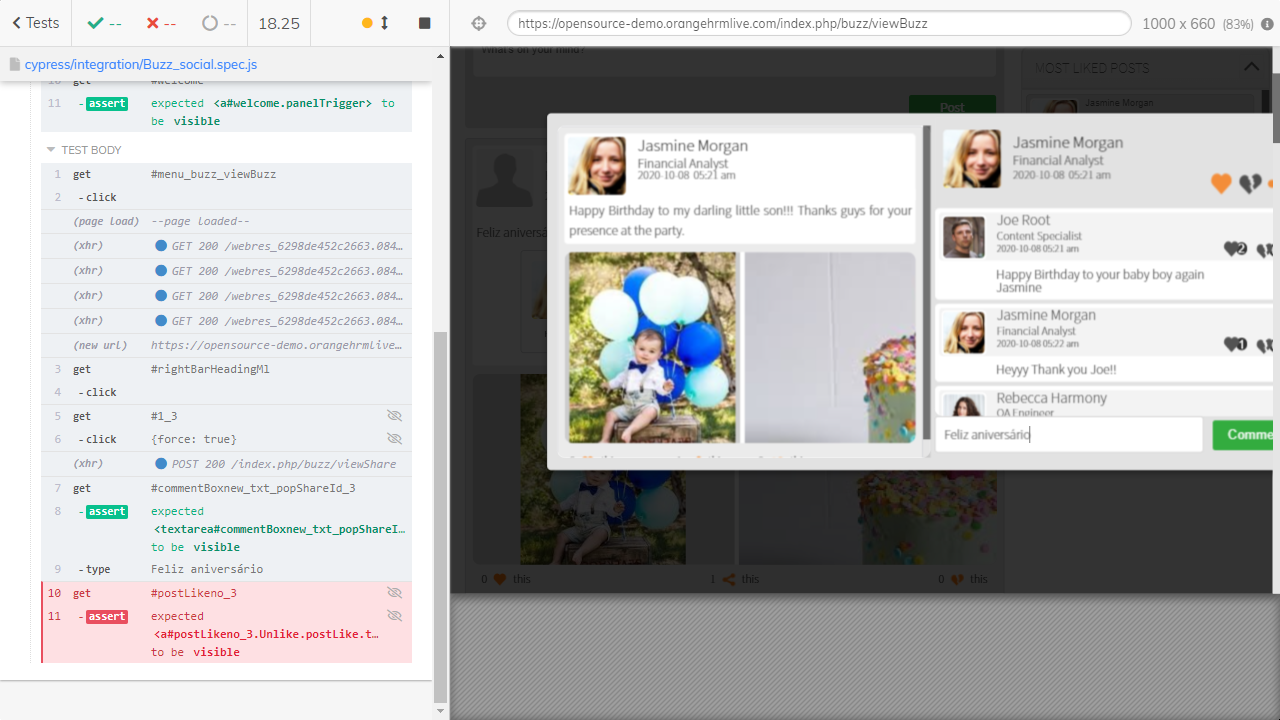 Tests
--
--
--
18.25
https://opensource-demo.orangehrmlive.com/index.php/buzz/viewBuzz
1000 x 660 (83%)
cypress/integration/Buzz_social.spec.js
10 get #welcome
11 -assert expected <a#welcome.panelTrigger> to
be visible
TEST BODY
1 get #menu_buzz_viewBuzz
2 -click
(page load) --page loaded--
(xhr) GET 200 /webres_6298de452c2663.084…
(xhr) GET 200 /webres_6298de452c2663.084…
(xhr) GET 200 /webres_6298de452c2663.084…
(xhr) GET 200 /webres_6298de452c2663.084…
(new url) https://opensource-demo.orangehrmlive…
3 get #rightBarHeadingMl
4 -click
5 get #1_3
6 -click {force: true}
(xhr) POST 200 /index.php/buzz/viewShare
7 get #commentBoxnew_txt_popShareId_3
8 -assert expected
<textarea#commentBoxnew_txt_popShareI…
to be visible
9 -type Feliz aniversário
10 get #postLikeno_3
11 -assert expected
<a#postLikeno_3.Unlike.postLike.t…
to be visible
What's on your mind?
Post
MOST LIKED POSTS
Jasmine Morgan
Feliz aniversá
Jasmine Morgan
Financial Analyst
2020-10-08 05:21 am
Happy Birthday to my darling little son!!! Thanks guys for your
presence at the party.
Jasmine Morgan
Financial Analyst
2020-10-08 05:21 am
Joe Root
Content Specialist
2020-10-08 05:21 am
2
Happy Birthday to your baby boy again
Jasmine
Jasmine Morgan
Financial Analyst
2020-10-08 05:22 am
1
Heyyy Thank you Joe!!
Rebecca Harmony
QA Engineer
Feliz aniversário
Comme
0 this
1 this
0 this